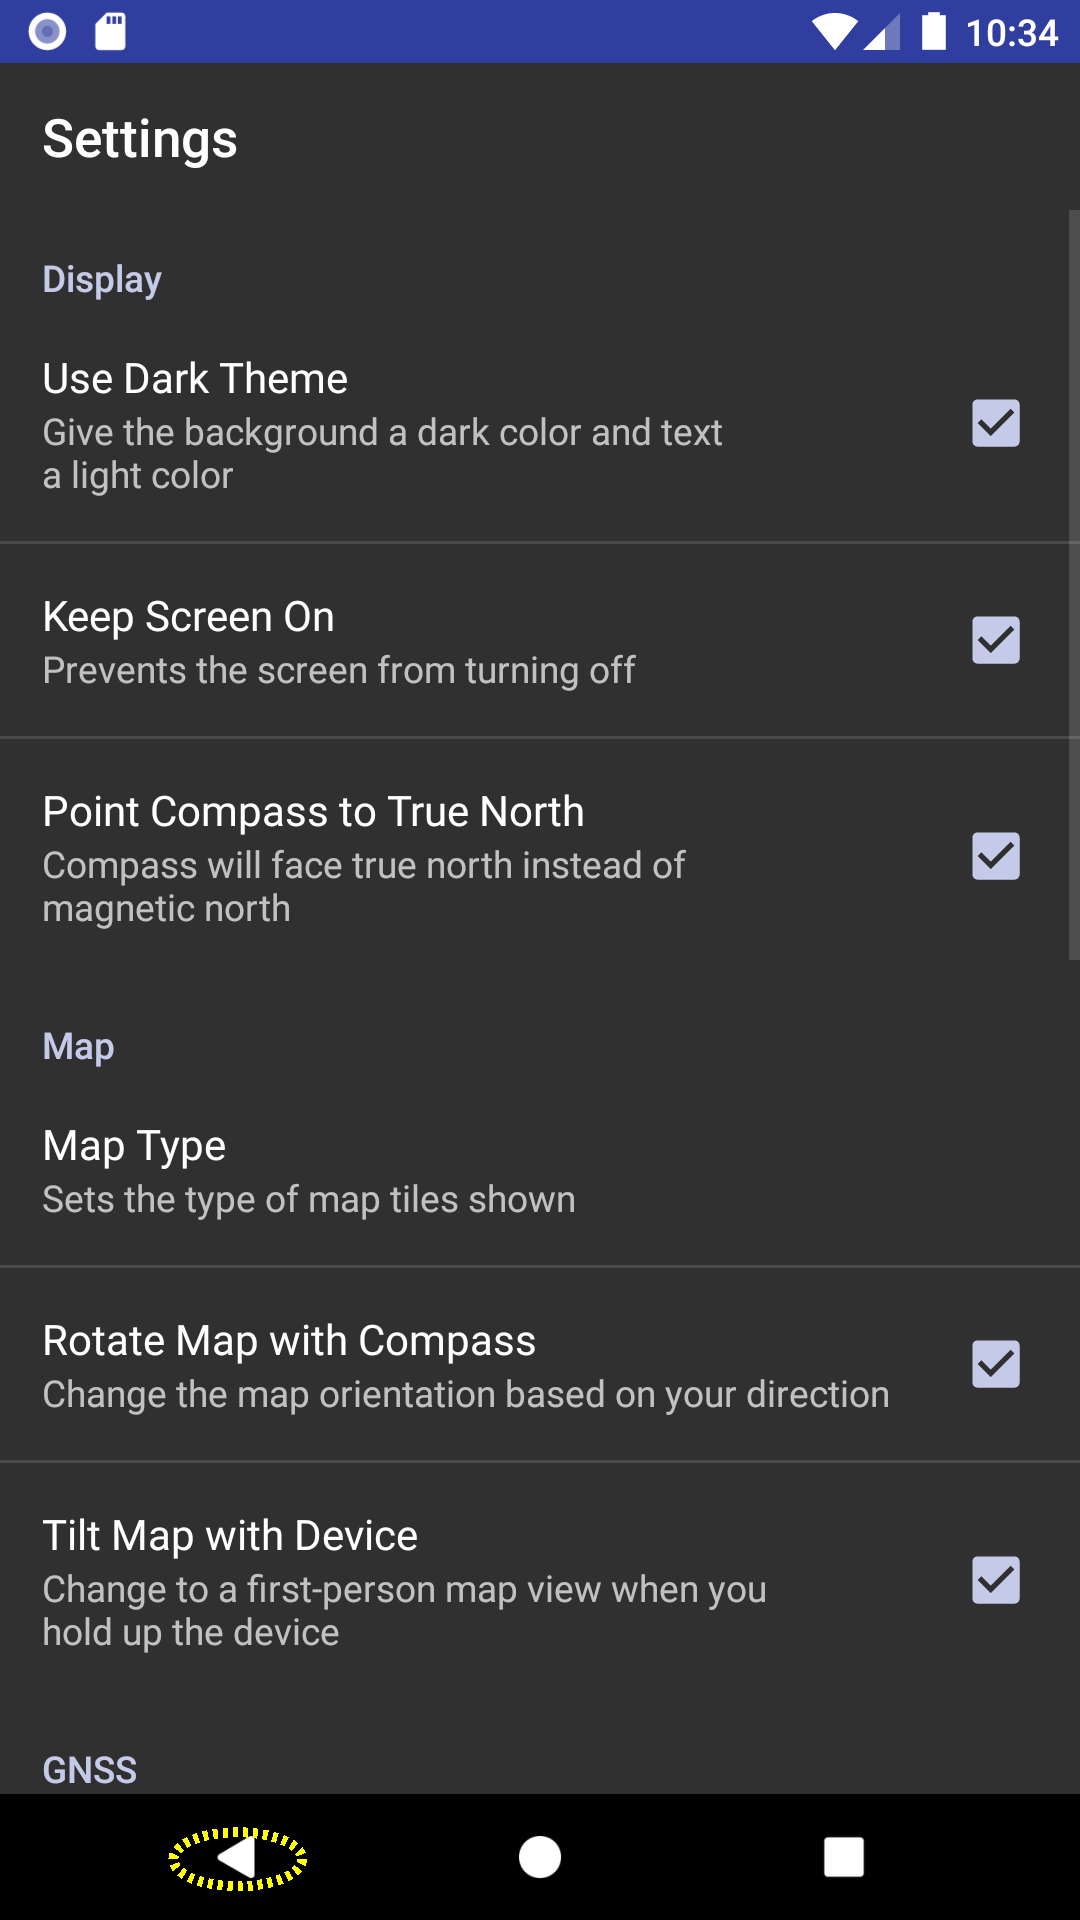 10:34
Settings
Display
Use Dark Theme
Give the background a dark color and text
a light color
Keep Screen On
Prevents the screen from turning off
Point Compass to True North
Compass will face true north instead of
magnetic north
Map
Map Type
Sets the type of map tiles shown
Rotate Map with Compass
Change the map orientation based on your direction
Tilt Map with Device
Change to a first-person map view when you
hold up the device
GNSS